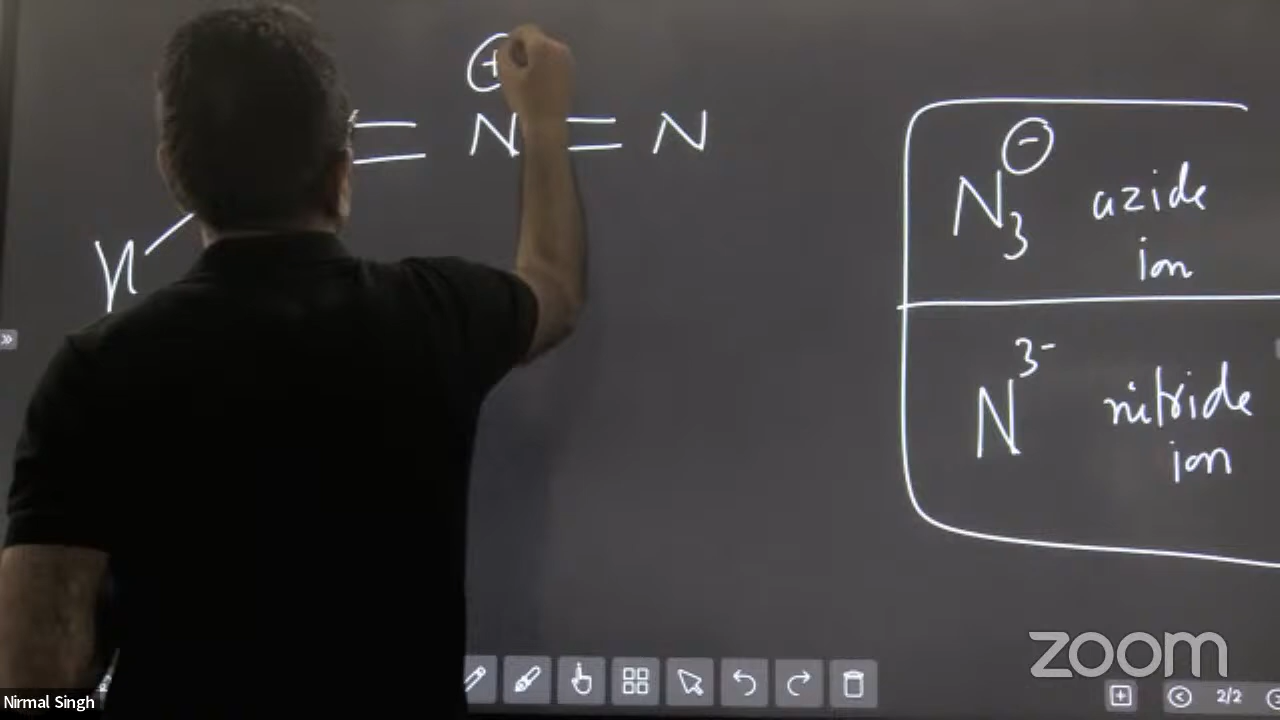 ⊕
= N = N
H
N₃⊖ azide
ion
N³⁻ nitride
ion
zoom
2/2
Nirmal Singh